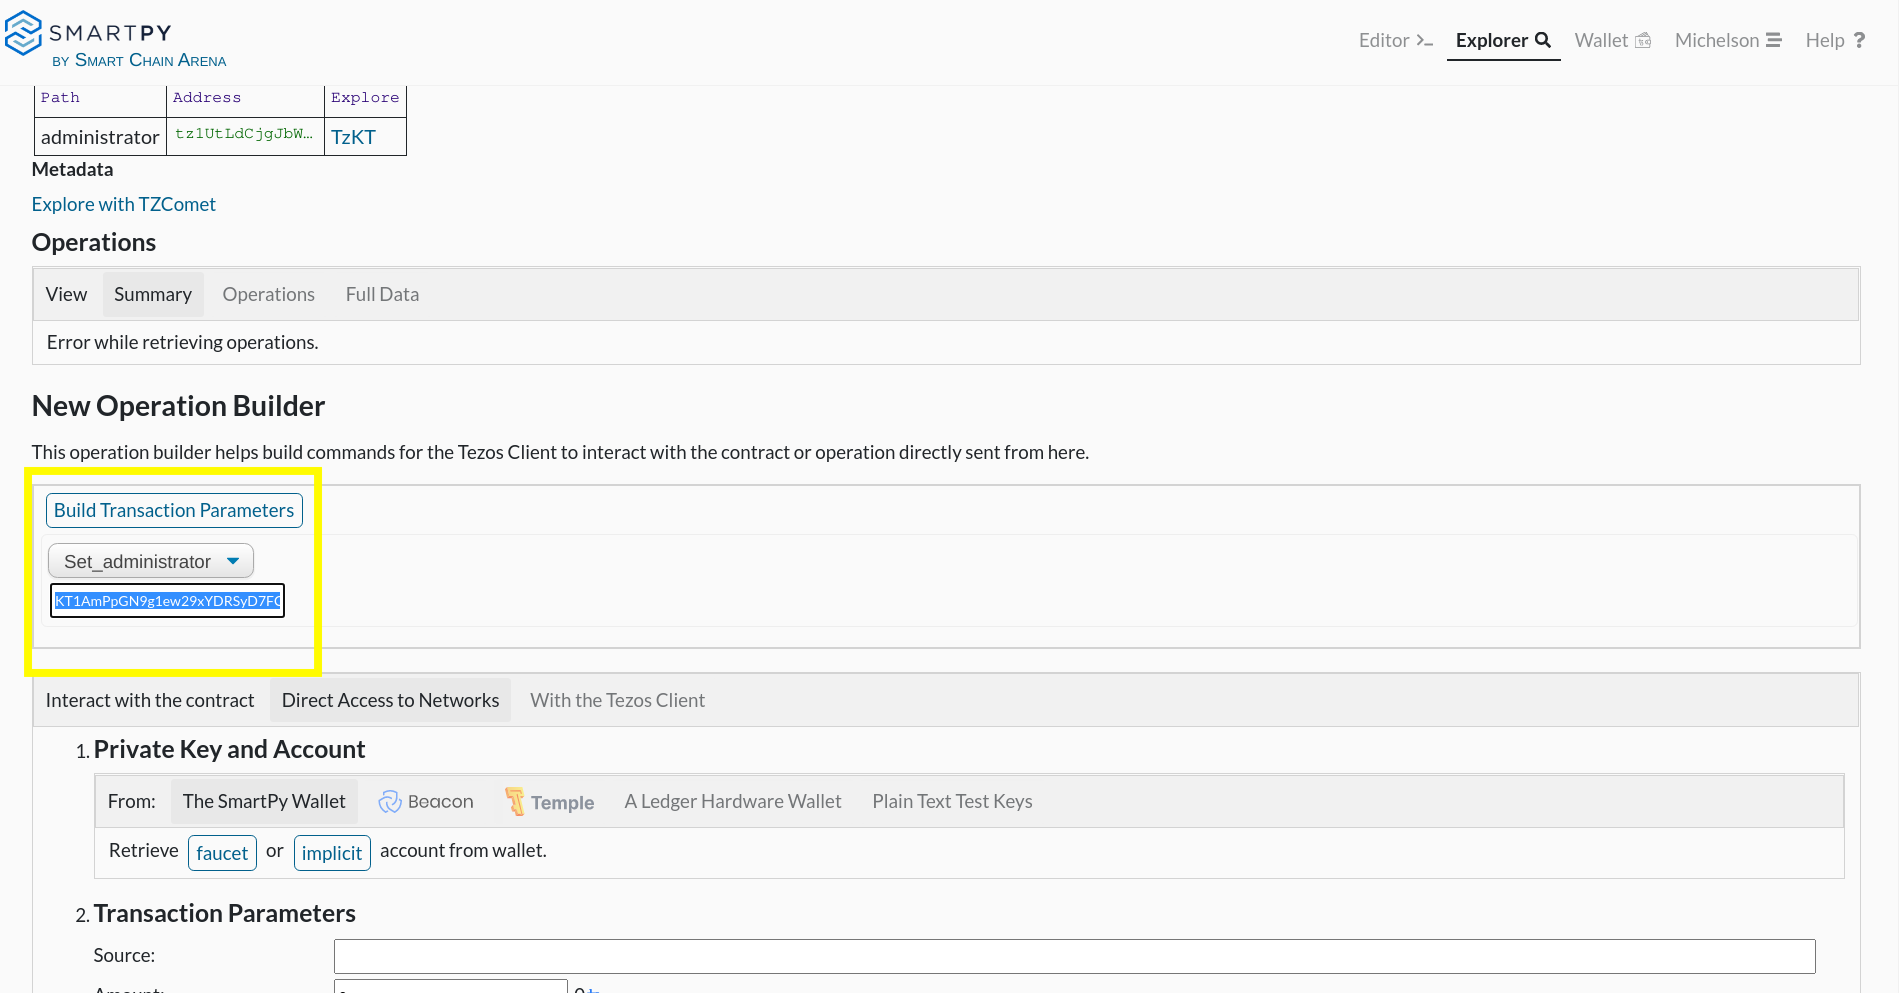 SMARTPY
BY SMART CHAIN ARENA
Editor
Explorer
Wallet
Michelson
Help ?
Path Address Explore
administrator tz1UtLdCjgJbW… TzKT
Metadata
Explore with TZComet
Operations
View Summary Operations Full Data
Error while retrieving operations.
New Operation Builder
This operation builder helps build commands for the Tezos Client to interact with the contract or operation directly sent from here.
Build Transaction Parameters
Set_administrator
KT1AmPpGN9g1ew29xYDRSyD7F
Interact with the contract Direct Access to Networks With the Tezos Client
1. Private Key and Account
From: The SmartPy Wallet Beacon Temple A Ledger Hardware Wallet Plain Text Test Keys
Retrieve faucet or implicit account from wallet.
2. Transaction Parameters
Source:
Amount: